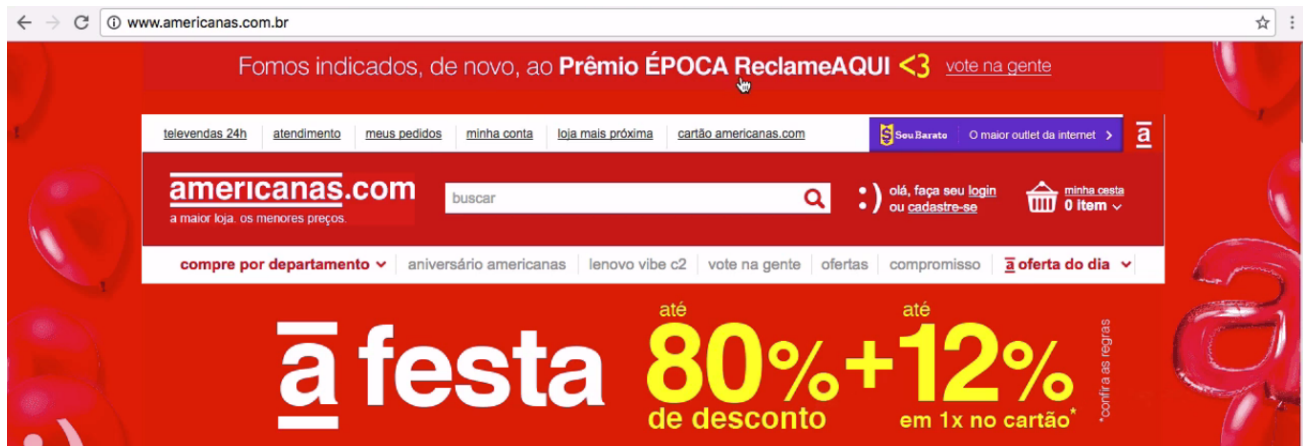 www.americanas.com.br
Fomos indicados, de novo, ao Prêmio ÉPOCA ReclameAQUI <3 vote na gente
televendas 24h atendimento meus pedidos minha conta loja mais próxima cartão americanas.com SouBarato O maior outlet da internet > a
americanas.com
a maior loja. os menores preços.
buscar
:) olá, faça seu login
ou cadastre-se
minha cesta
0 item
compre por departamento aniversário americanas lenovo vibe c2 vote na gente ofertas compromisso a oferta do dia
a festa
até
80%
de desconto
+
até
12%
em 1x no cartão*
*confira as regras
a